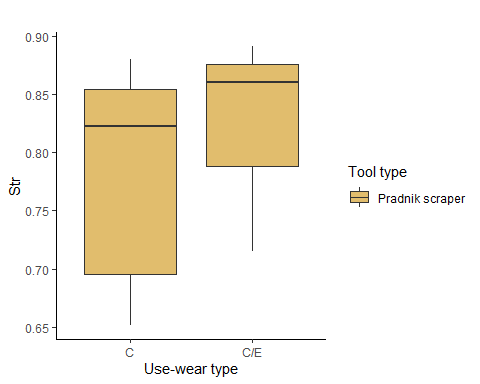 0.90
0.85
0.80
0.75
0.70
0.65
Str
C
C/E
Use-wear type
Tool type
Pradnik scraper